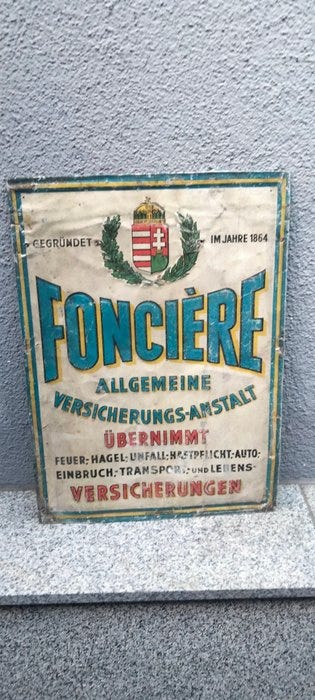 GEGRÜNDET IM JAHRE 1864
FONCIÈRE
ALLGEMEINE
VERSICHERUNGS-ANSTALT
ÜBERNIMMT
FEUER-, HAGEL-, UNFALL-, HAFTPFLICHT-, AUTO-,
EINBRUCH-, TRANSPORT-, UND LEBENS-
VERSICHERUNGEN